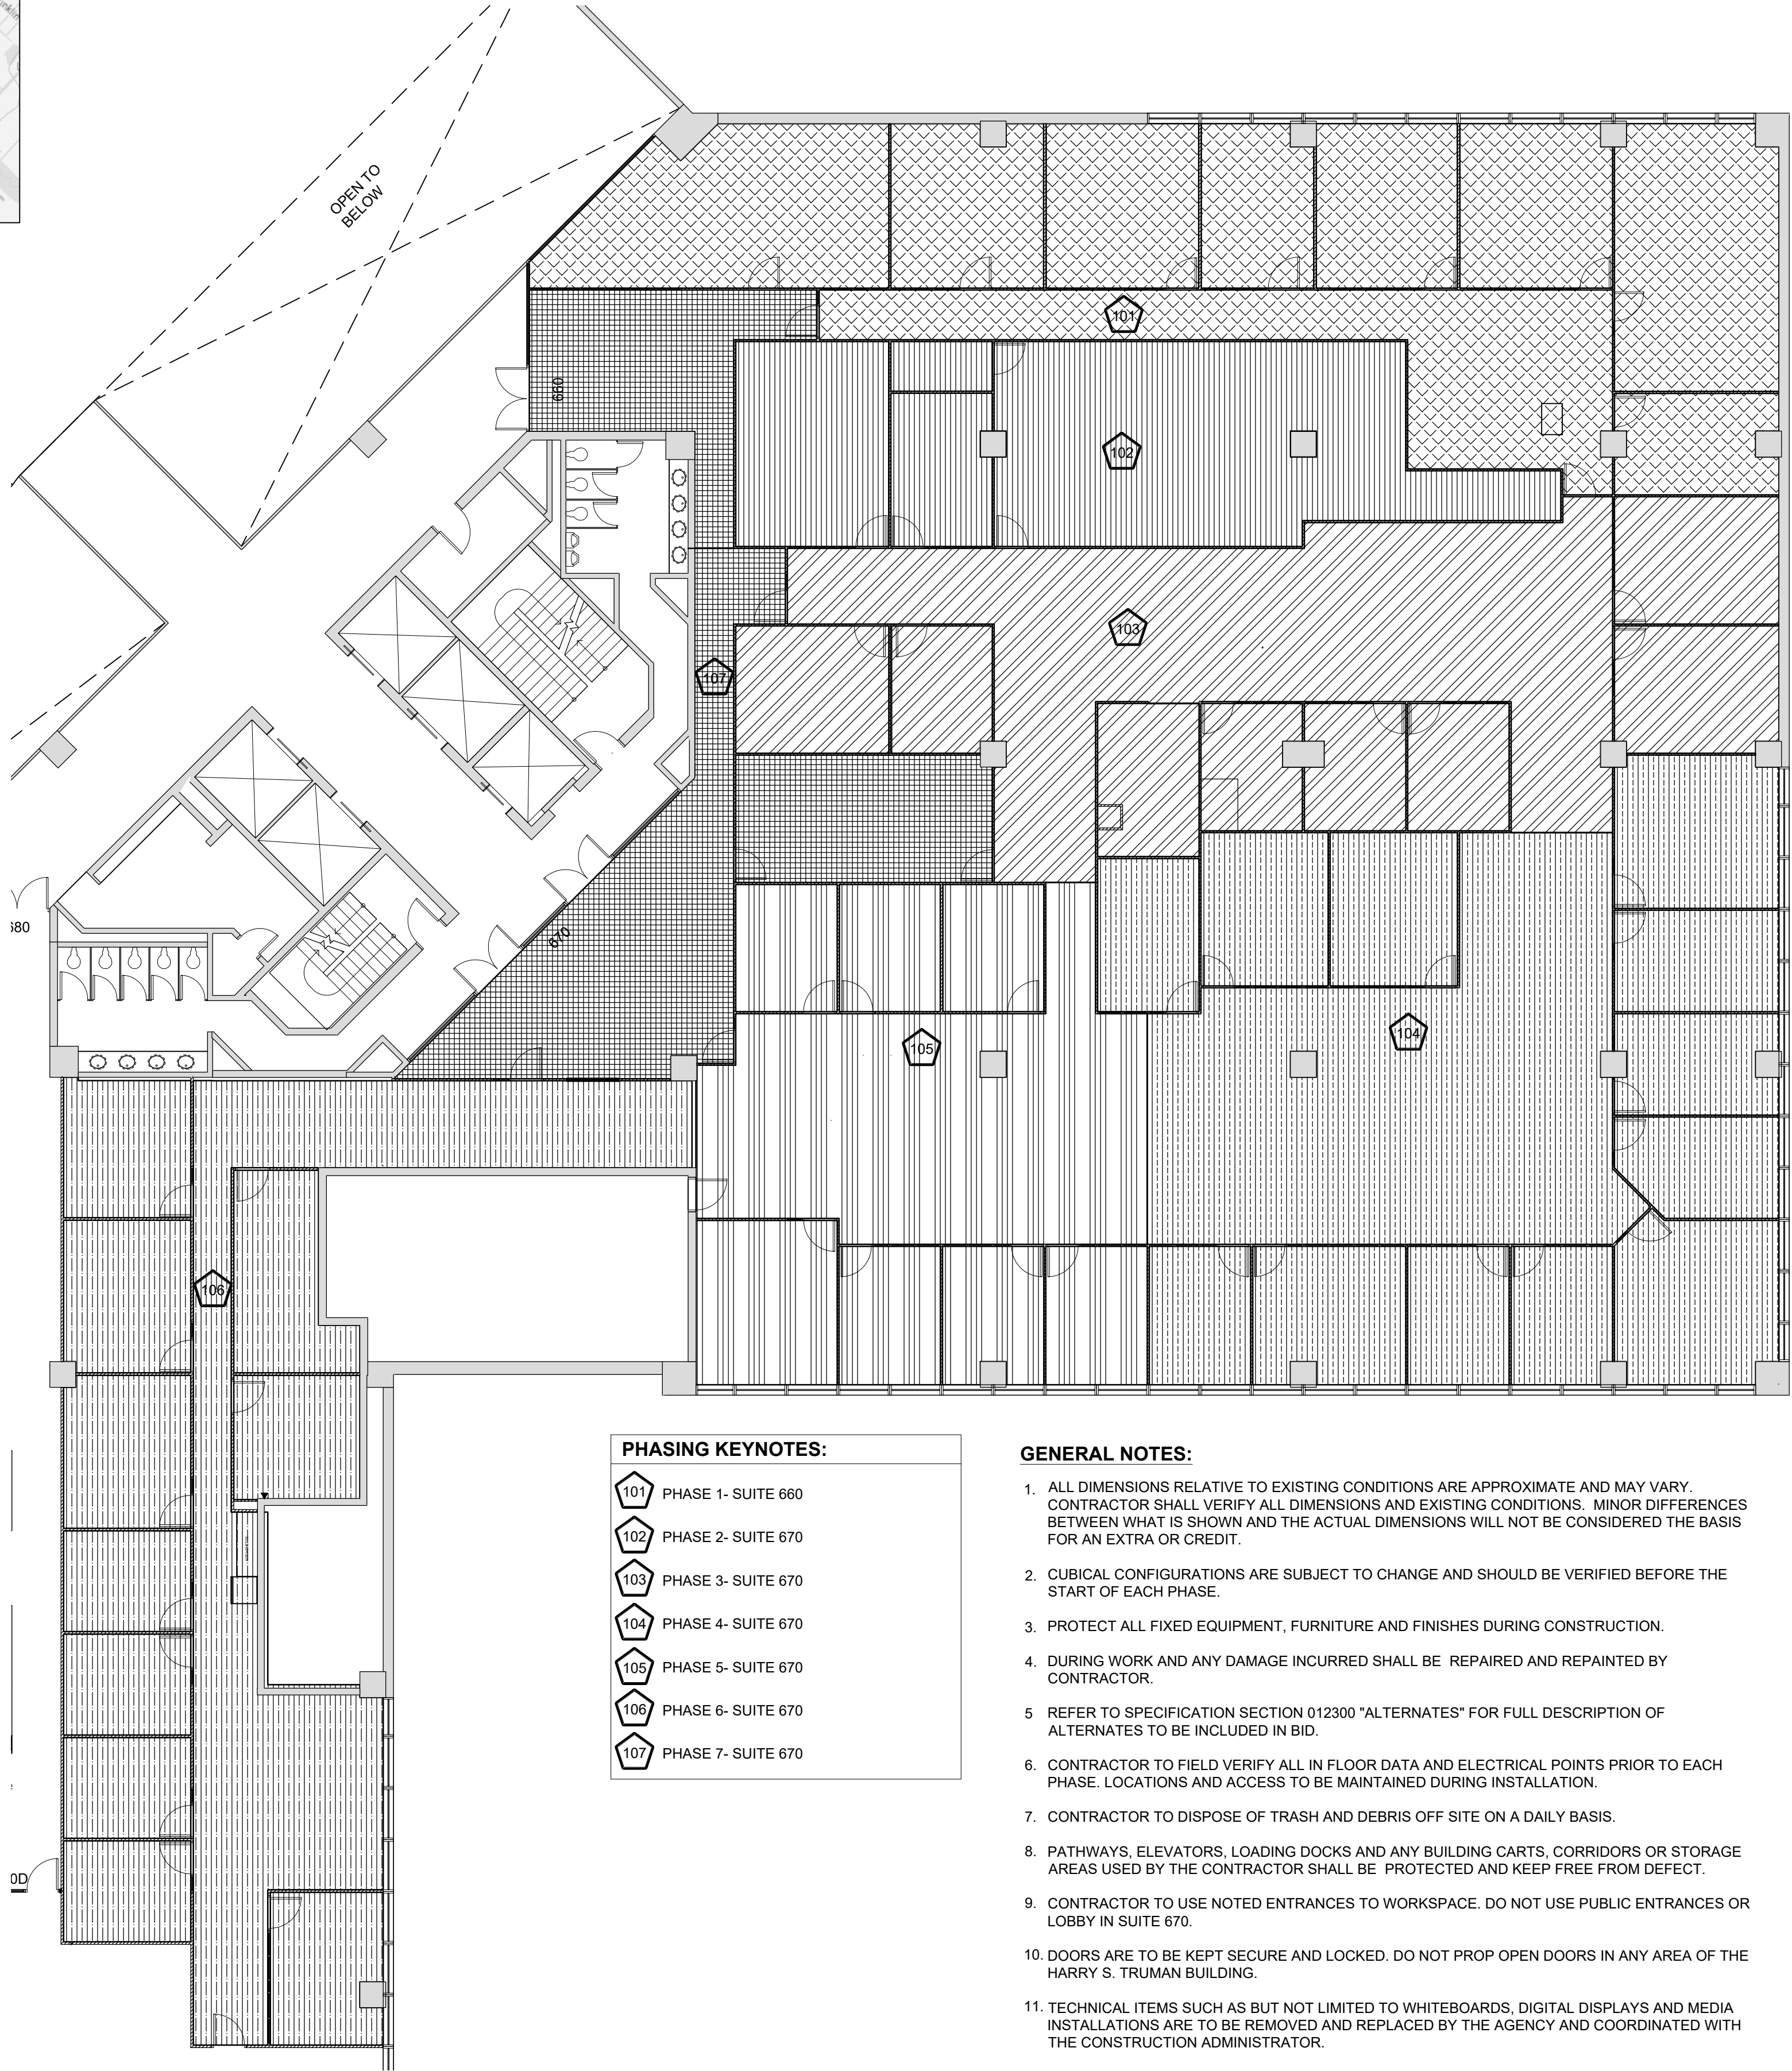 OPEN TO
BELOW
101
660
102
103
107
670
105
104
106
PHASING KEYNOTES:
101 PHASE 1- SUITE 660
102 PHASE 2- SUITE 670
103 PHASE 3- SUITE 670
104 PHASE 4- SUITE 670
105 PHASE 5- SUITE 670
106 PHASE 6- SUITE 670
107 PHASE 7- SUITE 670
GENERAL NOTES:
1. ALL DIMENSIONS RELATIVE TO EXISTING CONDITIONS ARE APPROXIMATE AND MAY VARY.
CONTRACTOR SHALL VERIFY ALL DIMENSIONS AND EXISTING CONDITIONS. MINOR DIFFERENCES
BETWEEN WHAT IS SHOWN AND THE ACTUAL DIMENSIONS WILL NOT BE CONSIDERED THE BASIS
FOR AN EXTRA OR CREDIT.
2. CUBICAL CONFIGURATIONS ARE SUBJECT TO CHANGE AND SHOULD BE VERIFIED BEFORE THE
START OF EACH PHASE.
3. PROTECT ALL FIXED EQUIPMENT, FURNITURE AND FINISHES DURING CONSTRUCTION.
4. DURING WORK AND ANY DAMAGE INCURRED SHALL BE REPAIRED AND REPAINTED BY
CONTRACTOR.
5 REFER TO SPECIFICATION SECTION 012300 "ALTERNATES" FOR FULL DESCRIPTION OF
ALTERNATES TO BE INCLUDED IN BID.
6. CONTRACTOR TO FIELD VERIFY ALL IN FLOOR DATA AND ELECTRICAL POINTS PRIOR TO EACH
PHASE. LOCATIONS AND ACCESS TO BE MAINTAINED DURING INSTALLATION.
7. CONTRACTOR TO DISPOSE OF TRASH AND DEBRIS OFF SITE ON A DAILY BASIS.
8. PATHWAYS, ELEVATORS, LOADING DOCKS AND ANY BUILDING CARTS, CORRIDORS OR STORAGE
AREAS USED BY THE CONTRACTOR SHALL BE PROTECTED AND KEEP FREE FROM DEFECT.
9. CONTRACTOR TO USE NOTED ENTRANCES TO WORKSPACE. DO NOT USE PUBLIC ENTRANCES OR
LOBBY IN SUITE 670.
10. DOORS ARE TO BE KEPT SECURE AND LOCKED. DO NOT PROP OPEN DOORS IN ANY AREA OF THE
HARRY S. TRUMAN BUILDING.
11. TECHNICAL ITEMS SUCH AS BUT NOT LIMITED TO WHITEBOARDS, DIGITAL DISPLAYS AND MEDIA
INSTALLATIONS ARE TO BE REMOVED AND REPLACED BY THE AGENCY AND COORDINATED WITH
THE CONSTRUCTION ADMINISTRATOR.